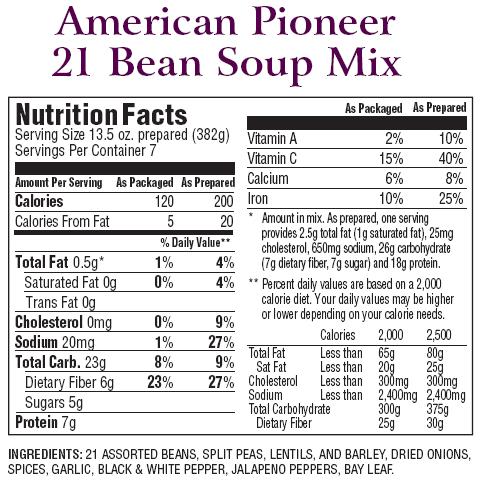 American Pioneer
21 Bean Soup Mix
Nutrition Facts
Serving Size 13.5 oz. prepared (382g)
Servings Per Container 7
Amount Per Serving As Packaged As Prepared
Calories 120 200
Calories From Fat 5 20
% Daily Value**
Total Fat 0.5g* 1% 4%
Saturated Fat 0g 0% 4%
Trans Fat 0g
Cholesterol 0mg 0% 9%
Sodium 20mg 1% 27%
Total Carb. 23g 8% 9%
Dietary Fiber 6g 23% 27%
Sugars 5g
Protein 7g
As Packaged As Prepared
Vitamin A 2% 10%
Vitamin C 15% 40%
Calcium 6% 8%
Iron 10% 25%
* Amount in mix. As prepared, one serving
provides 2.5g total fat (1g saturated fat), 25mg
cholesterol, 650mg sodium, 26g carbohydrate
(7g dietary fiber, 7g sugar) and 18g protein.
** Percent daily values are based on a 2,000
calorie diet. Your daily values may be higher
or lower depending on your calorie needs.
Calories 2,000 2,500
Total Fat Less than 65g 80g
Sat Fat Less than 20g 25g
Cholesterol Less than 300mg 300mg
Sodium Less than 2,400mg 2,400mg
Total Carbohydrate 300g 375g
Dietary Fiber 25g 30g
INGREDIENTS: 21 ASSORTED BEANS, SPLIT PEAS, LENTILS, AND BARLEY, DRIED ONIONS,
SPICES, GARLIC, BLACK & WHITE PEPPER, JALAPENO PEPPERS, BAY LEAF.